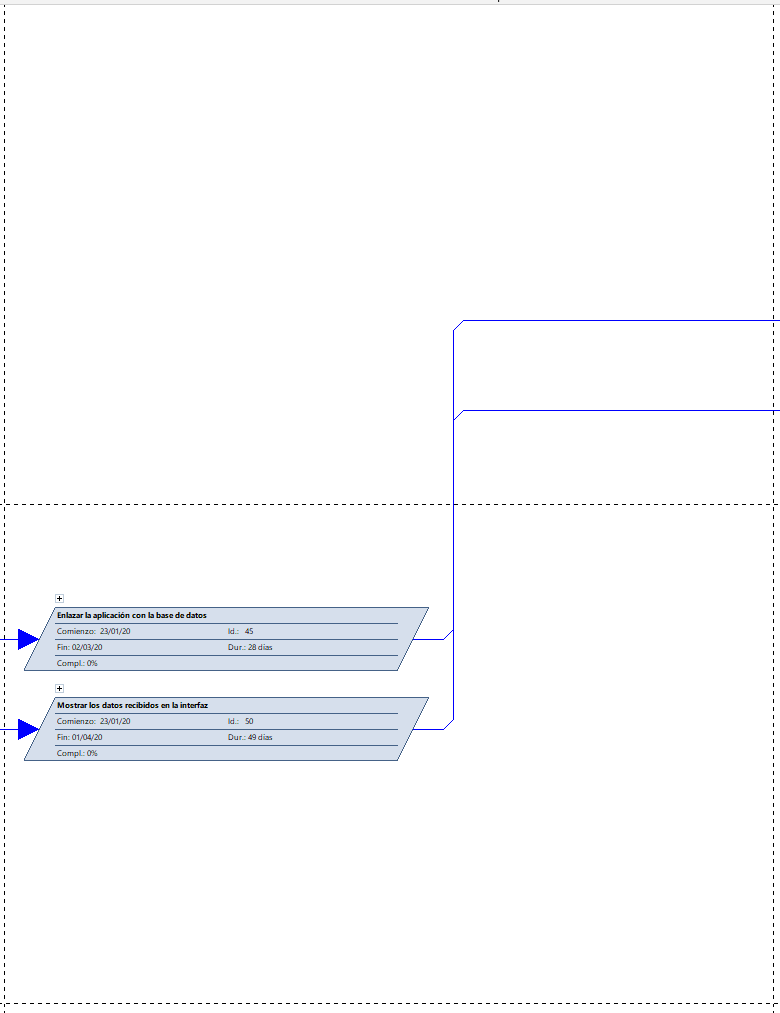 Enlazar la aplicación con la base de datos
Comienzo: 23/01/20 Id.: 45
Fin: 02/03/20 Dur.: 28 días
Compl.: 0%
Mostrar los datos recibidos en la interfaz
Comienzo: 23/01/20 Id.: 50
Fin: 01/04/20 Dur.: 49 días
Compl.: 0%